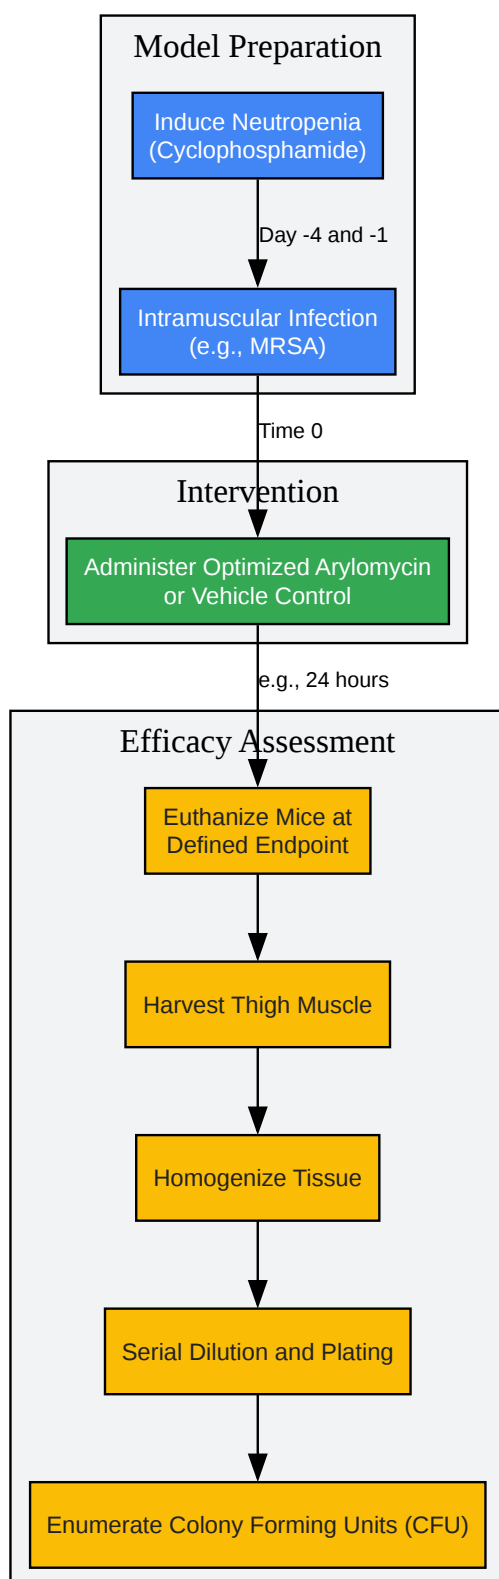 Model Preparation
Induce Neutropenia
(Cyclophosphamide)
Day -4 and -1
Intramuscular Infection
(e.g., MRSA)
Time 0
Intervention
Administer Optimized Arylomycin
or Vehicle Control
e.g., 24 hours
Efficacy Assessment
Euthanize Mice at
Defined Endpoint
Harvest Thigh Muscle
Homogenize Tissue
Serial Dilution and Plating
Enumerate Colony Forming Units (CFU)